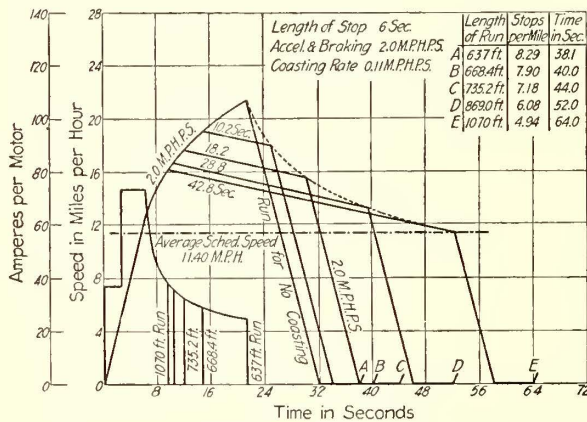 Length of Stop 6 Sec.
Accel. & Braking 2.0 M.P.H.P.S.
Coasting Rate 0.11 M.P.H.P.S.
Length of Run Stops per Mile Time in Sec.
A 637 ft. 8.29 38.1
B 668.4 ft. 7.90 40.0
C 735.2 ft. 7.18 44.0
D 869.0 ft. 6.08 52.0
E 1070 ft. 4.94 64.0
Amperes per Motor
140
120
100
80
60
40
20
0
Speed in Miles per Hour
28
24
20
16
12
8
4
0
2.0 M.P.H.P.S.
10.2 Sec.
18.2
28.8
42.8 Sec.
Average Sched. Speed
11.40 M.P.H.
Run for No Coasting
2.0 M.P.H.P.S.
1070 ft. Run
735.2 ft.
668.4 ft.
637 ft. Run
A B C D E
8 16 24 32 40 48 56 64 72
Time in Seconds